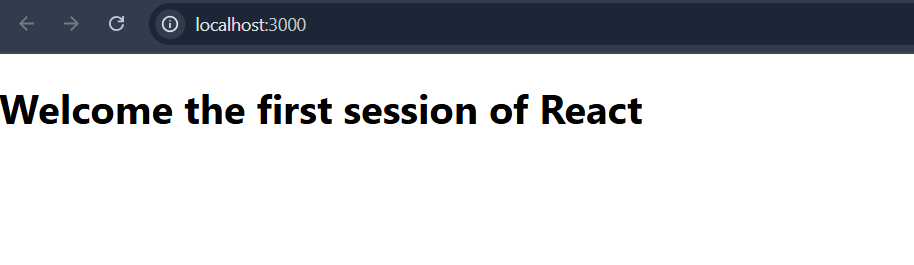 localhost:3000
Welcome the first session of React